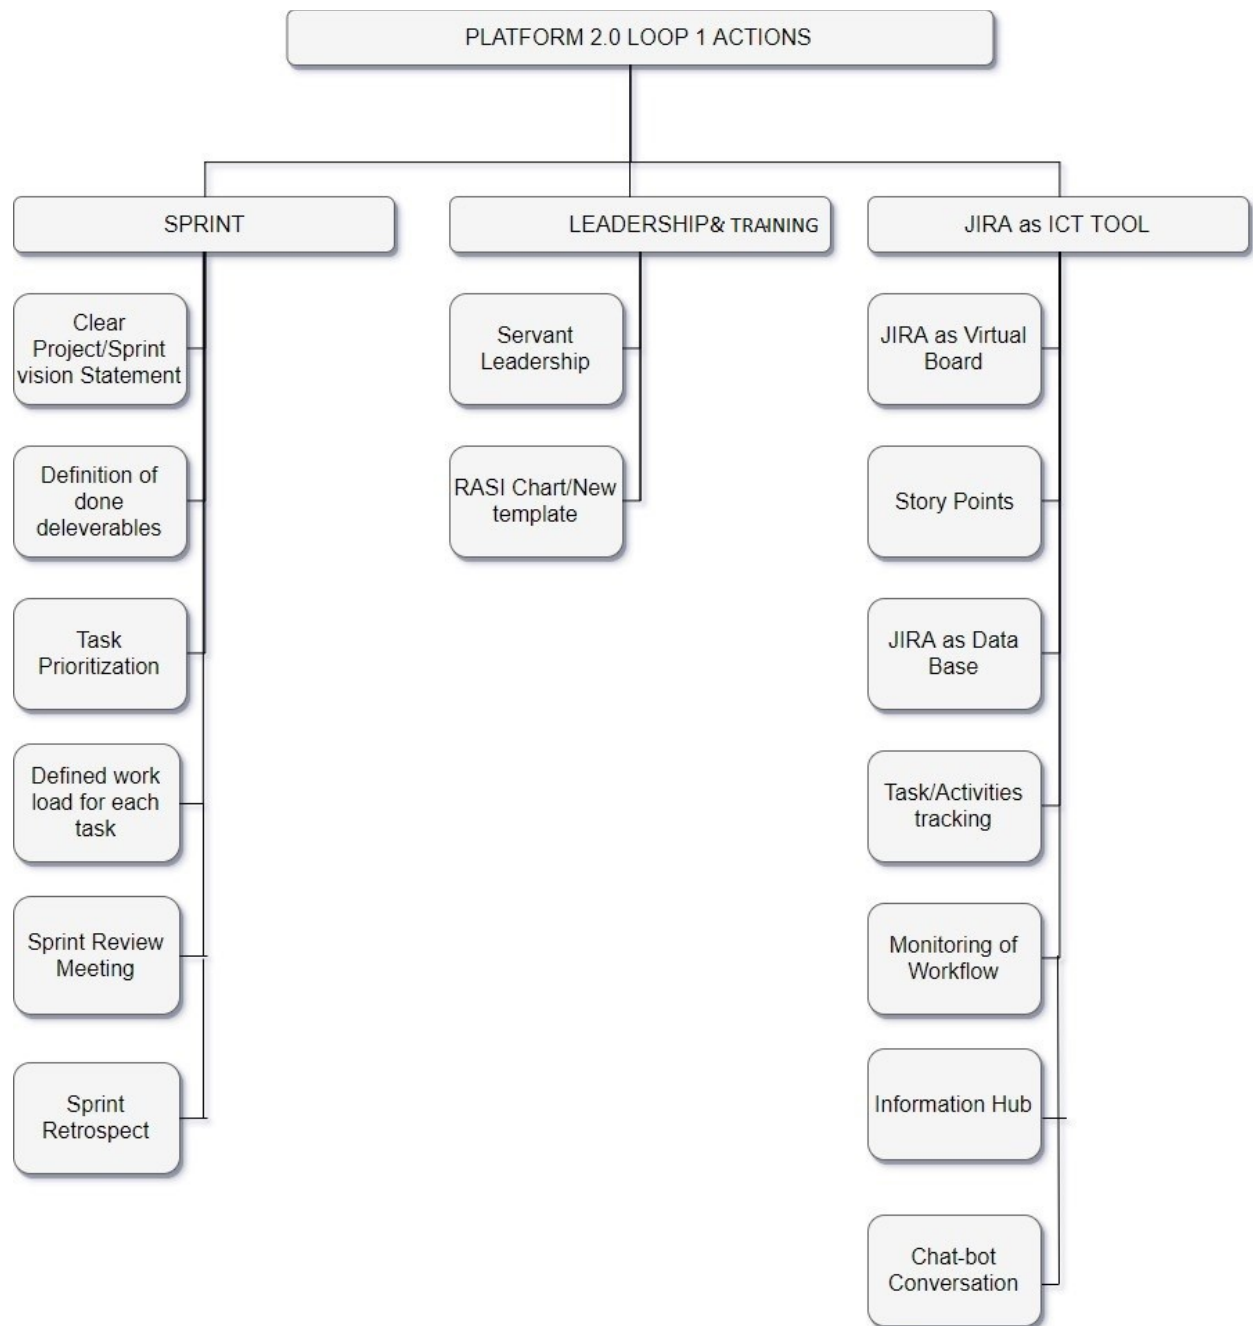 PLATFORM 2.0 LOOP 1 ACTIONS
SPRINT
Clear
Project/Sprint
vision Statement
Definition of
done
deleverables
Task
Prioritization
Defined work
load for each
task
Sprint Review
Meeting
Sprint
Retrospect
LEADERSHIP& TRAINING
Servant
Leadership
RASI Chart/New
template
JIRA as ICT TOOL
JIRA as Virtual
Board
Story Points
JIRA as Data
Base
Task/Activities
tracking
Monitoring of
Workflow
Information Hub
Chat-bot
Conversation